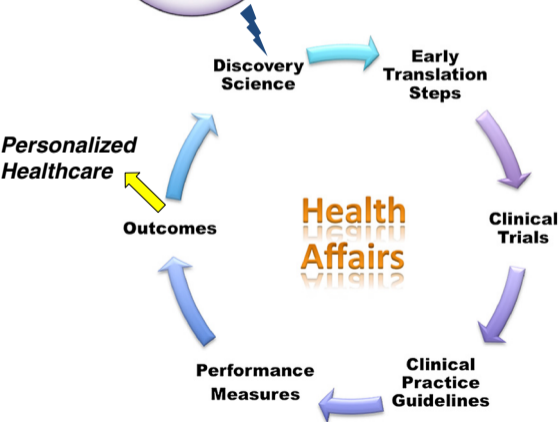 Discovery
Science
Early
Translation
Steps
Clinical
Trials
Clinical
Practice
Guidelines
Performance
Measures
Outcomes
Personalized
Healthcare
Health
Affairs